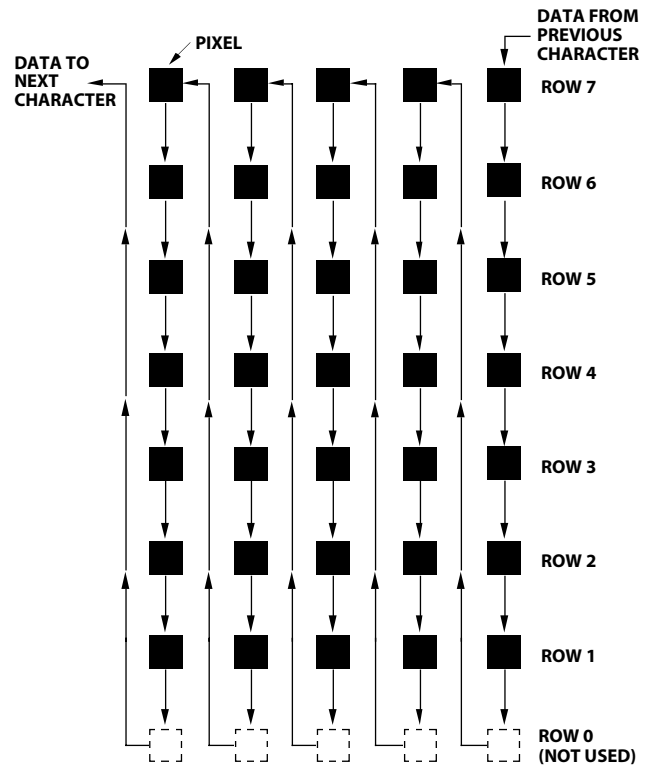 DATA FROM
PREVIOUS
CHARACTER
PIXEL
DATA TO
NEXT
CHARACTER
ROW 7
ROW 6
ROW 5
ROW 4
ROW 3
ROW 2
ROW 1
ROW 0
(NOT USED)